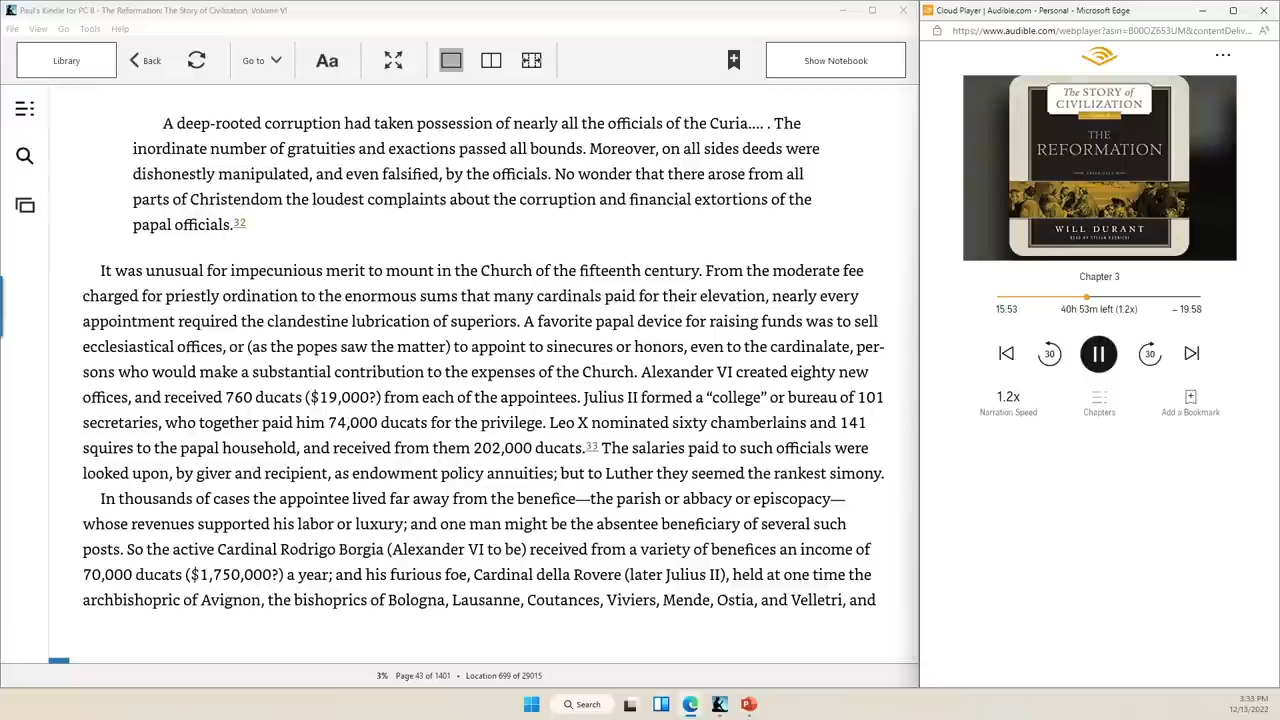 Paul's Kindle for PC 8 - The Reformation: The Story of Civilization, Volume VI
File View Go Tools Help
Library
Back
Go to
Aa
Show Notebook
A deep-rooted corruption had taken possession of nearly all the officials of the Curia.... . The
inordinate number of gratuities and exactions passed all bounds. Moreover, on all sides deeds were
dishonestly manipulated, and even falsified, by the officials. No wonder that there arose from all
parts of Christendom the loudest complaints about the corruption and financial extortions of the
papal officials.32
It was unusual for impecunious merit to mount in the Church of the fifteenth century. From the moderate fee
charged for priestly ordination to the enormous sums that many cardinals paid for their elevation, nearly every
appointment required the clandestine lubrication of superiors. A favorite papal device for raising funds was to sell
ecclesiastical offices, or (as the popes saw the matter) to appoint to sinecures or honors, even to the cardinalate, per-
sons who would make a substantial contribution to the expenses of the Church. Alexander VI created eighty new
offices, and received 760 ducats ($19,000?) from each of the appointees. Julius II formed a “college” or bureau of 101
secretaries, who together paid him 74,000 ducats for the privilege. Leo X nominated sixty chamberlains and 141
squires to the papal household, and received from them 202,000 ducats.33 The salaries paid to such officials were
looked upon, by giver and recipient, as endowment policy annuities; but to Luther they seemed the rankest simony.
In thousands of cases the appointee lived far away from the benefice—the parish or abbacy or episcopacy—
whose revenues supported his labor or luxury; and one man might be the absentee beneficiary of several such
posts. So the active Cardinal Rodrigo Borgia (Alexander VI to be) received from a variety of benefices an income of
70,000 ducats ($1,750,000?) a year; and his furious foe, Cardinal della Rovere (later Julius II), held at one time the
archbishopric of Avignon, the bishoprics of Bologna, Lausanne, Coutances, Viviers, Mende, Ostia, and Velletri, and
3% Page 43 of 1401 • Location 699 of 29015
Cloud Player | Audible.com - Personal - Microsoft Edge
https://www.audible.com/webplayer?asin=B00OZ653UM&contentDeliv...
The STORY of
CIVILIZATION
THE
REFORMATION
WILL DURANT
READ BY STEFAN RUDNICKI
Chapter 3
15:53 40h 53m left (1.2x) – 19:58
30 30
1.2x
Narration Speed Chapters Add a Bookmark
Search
3:33 PM
12/13/2022